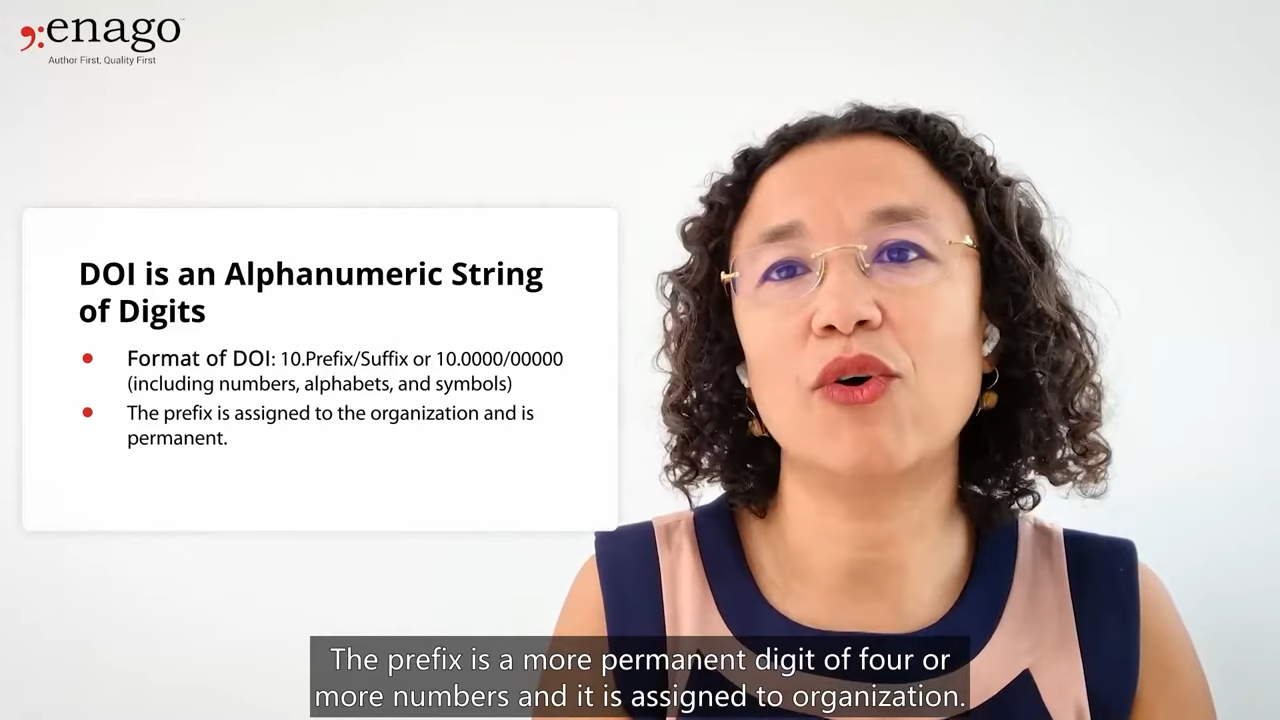 enago
Author First, Quality First
DOI is an Alphanumeric String
of Digits
Format of DOI: 10.Prefix/Suffix or 10.0000/00000
(including numbers, alphabets, and symbols)
The prefix is assigned to the organization and is
permanent.
The prefix is a more permanent digit of four or
more numbers and it is assigned to organization.